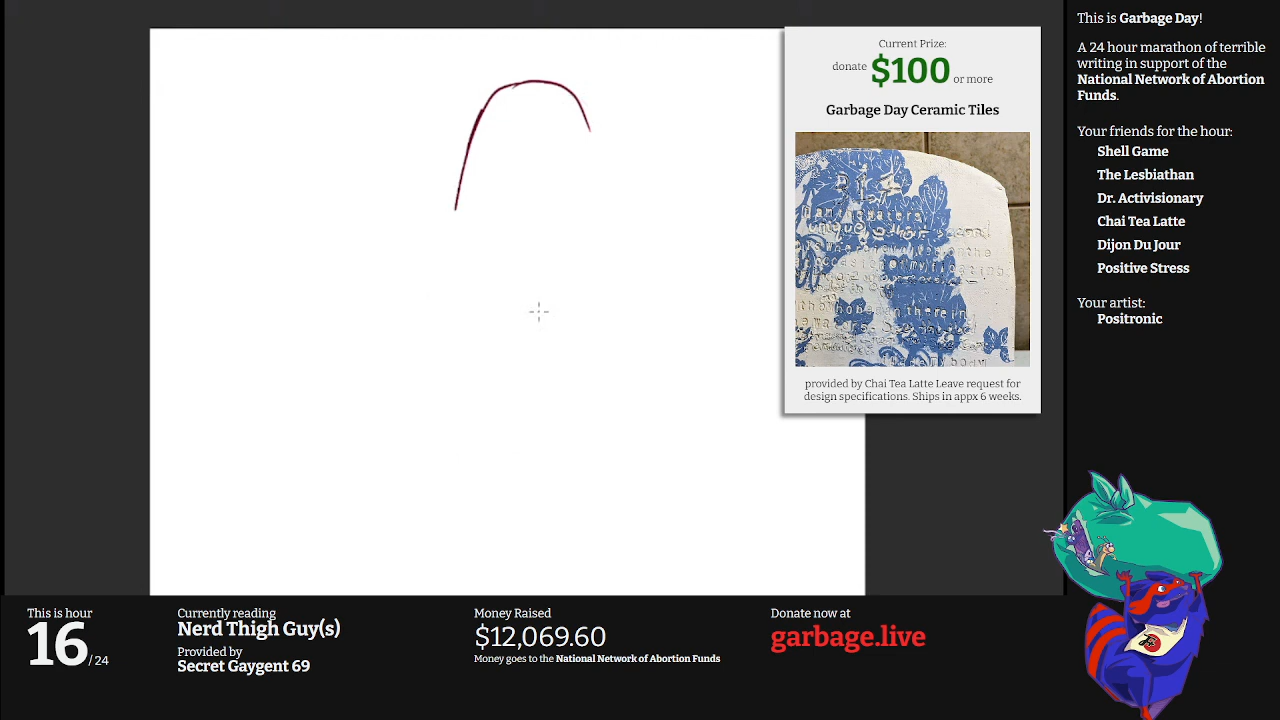 This is Garbage Day!
A 24 hour marathon of terrible
writing in support of the
National Network of Abortion
Funds.
Your friends for the hour:
Shell Game
The Lesbiathan
Dr. Activisionary
Chai Tea Latte
Dijon Du Jour
Positive Stress
Your artist:
Positronic
Current Prize:
donate $100 or more
Garbage Day Ceramic Tiles
provided by Chai Tea Latte Leave request for
design specifications. Ships in appx 6 weeks.
This is hour
16/24
Currently reading
Nerd Thigh Guy(s)
Provided by
Secret Gaygent 69
Money Raised
$12,069.60
Money goes to the National Network of Abortion Funds
Donate now at
garbage.live